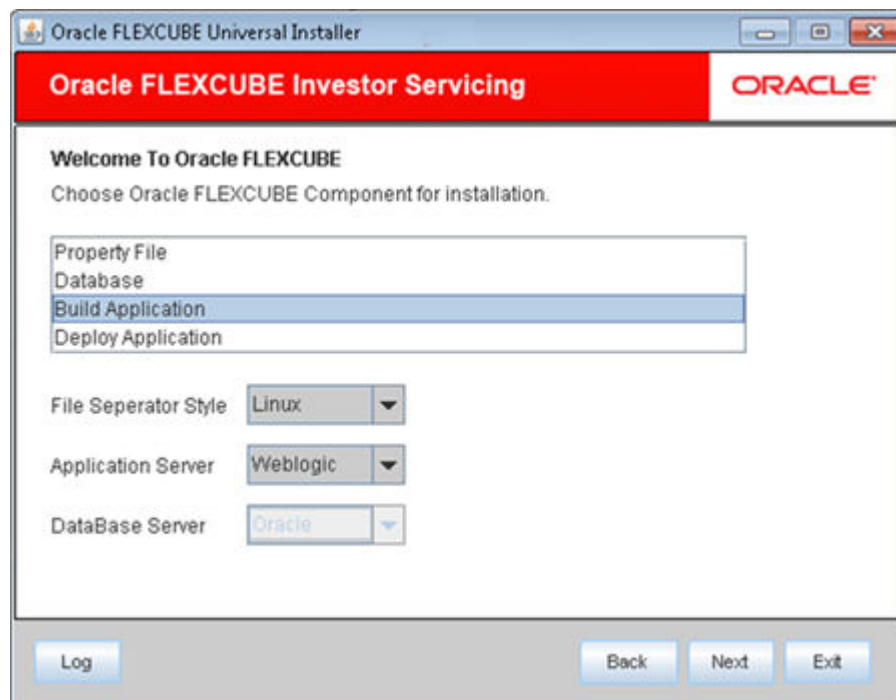 Oracle FLEXCUBE Universal Installer
Oracle FLEXCUBE Investor Servicing
ORACLE
Welcome To Oracle FLEXCUBE
Choose Oracle FLEXCUBE Component for installation.
Property File
Database
Build Application
Deploy Application
File Seperator Style Linux
Application Server Weblogic
DataBase Server Oracle
Log Back Next Exit